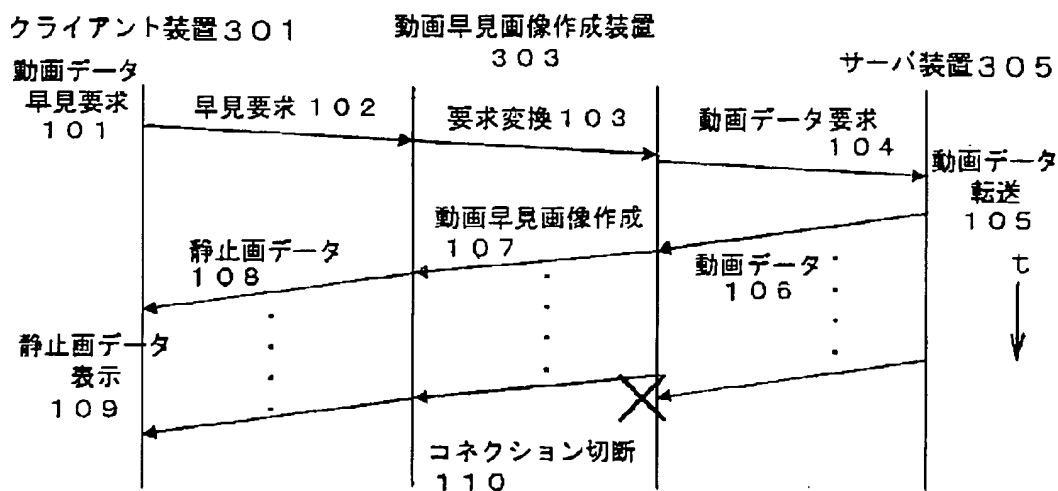 クライアント装置301
動画早見画像作成装置
303
サーバ装置305
動画データ
早見要求
101
早見要求 102
要求変換103
動画データ要求
104
動画データ
転送
105
動画早見画像作成
107
静止画データ
108
動画データ
106
t
静止画データ
表示
109
コネクション切断
110